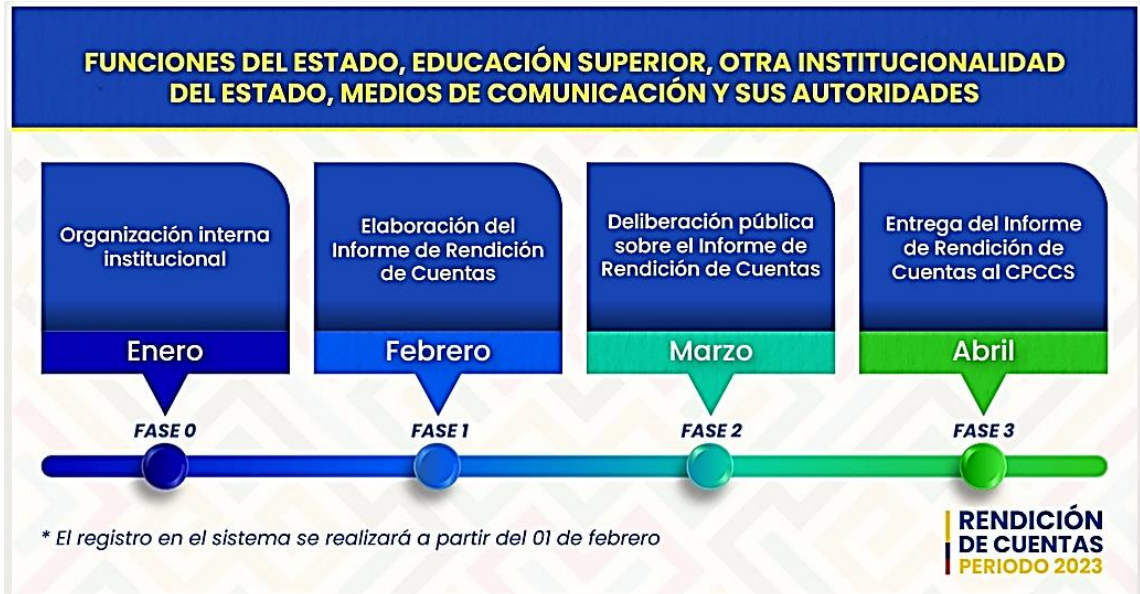 FUNCIONES DEL ESTADO, EDUCACIÓN SUPERIOR, OTRA INSTITUCIONALIDAD
DEL ESTADO, MEDIOS DE COMUNICACIÓN Y SUS AUTORIDADES
Organización interna
institucional
Enero
FASE 0
Elaboración del
Informe de Rendición
de Cuentas
Febrero
FASE 1
Deliberación pública
sobre el Informe de
Rendición de Cuentas
Marzo
FASE 2
Entrega del Informe
de Rendición de
Cuentas al CPCCS
Abril
FASE 3
* El registro en el sistema se realizará a partir del 01 de febrero
RENDICIÓN
DE CUENTAS
PERIODO 2023